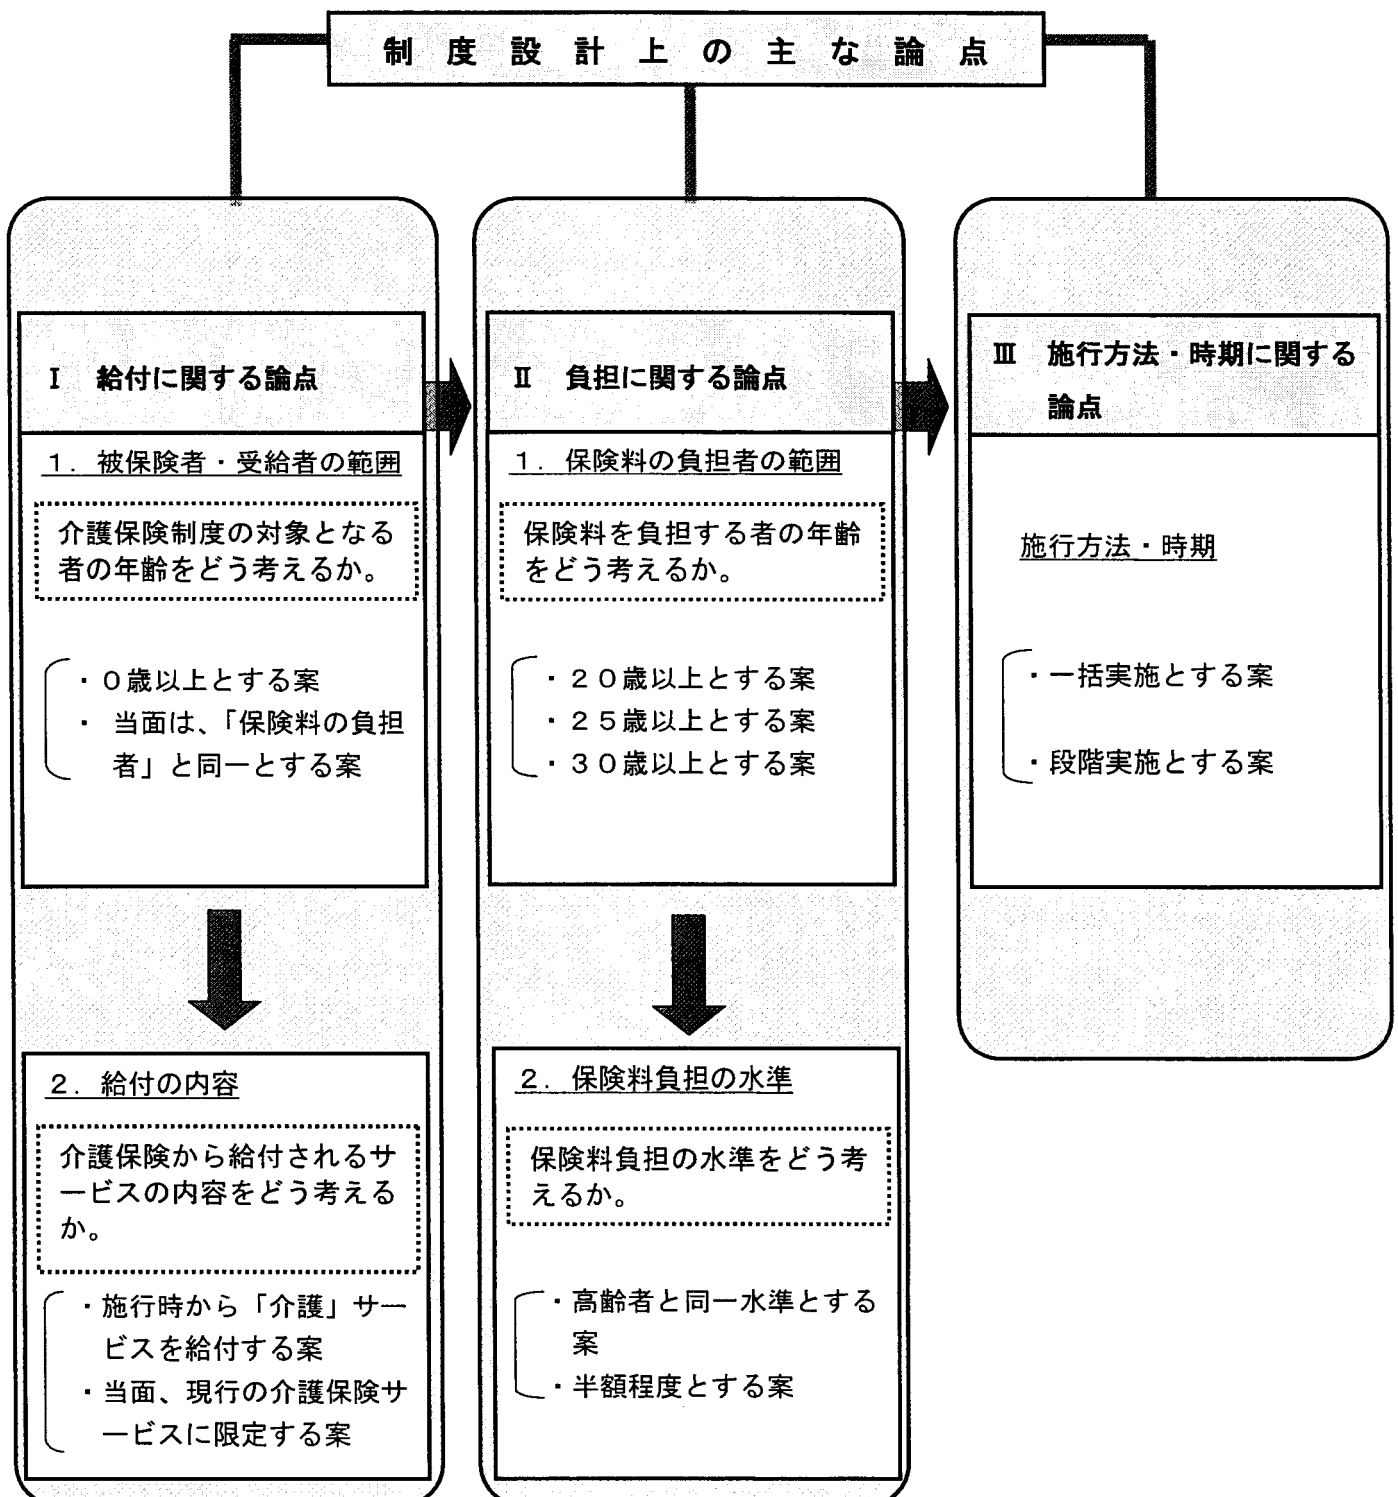 制度設計上の主な論点
Ⅰ 給付に関する論点
1．被保険者・受給者の範囲
介護保険制度の対象となる
者の年齢をどう考えるか。
・０歳以上とする案
・当面は、「保険料の負担
者」と同一とする案
2．給付の内容
介護保険から給付されるサ
ービスの内容をどう考える
か。
・施行時から「介護」サー
ビスを給付する案
・当面、現行の介護保険サ
ービスに限定する案
Ⅱ 負担に関する論点
1．保険料の負担者の範囲
保険料を負担する者の年齢
をどう考えるか。
・２０歳以上とする案
・２５歳以上とする案
・３０歳以上とする案
2．保険料負担の水準
保険料負担の水準をどう考
えるか。
・高齢者と同一水準とする
案
・半額程度とする案
Ⅲ 施行方法・時期に関する
論点
施行方法・時期
・一括実施とする案
・段階実施とする案